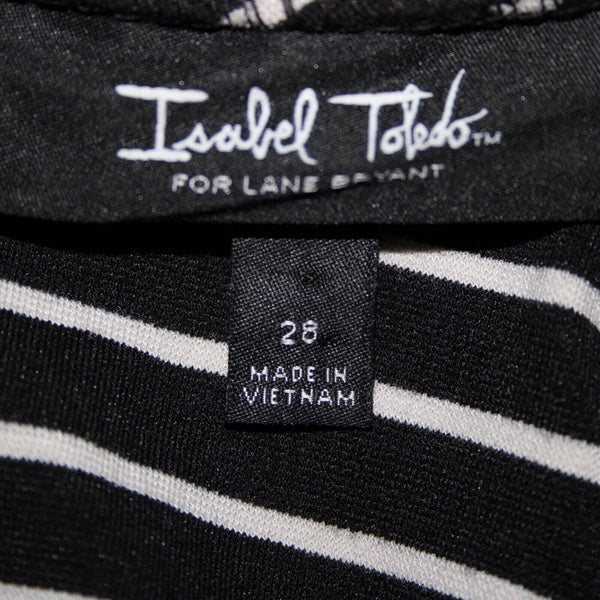 Isabel Toledo™
FOR LANE BRYANT
28
MADE IN
VIETNAM